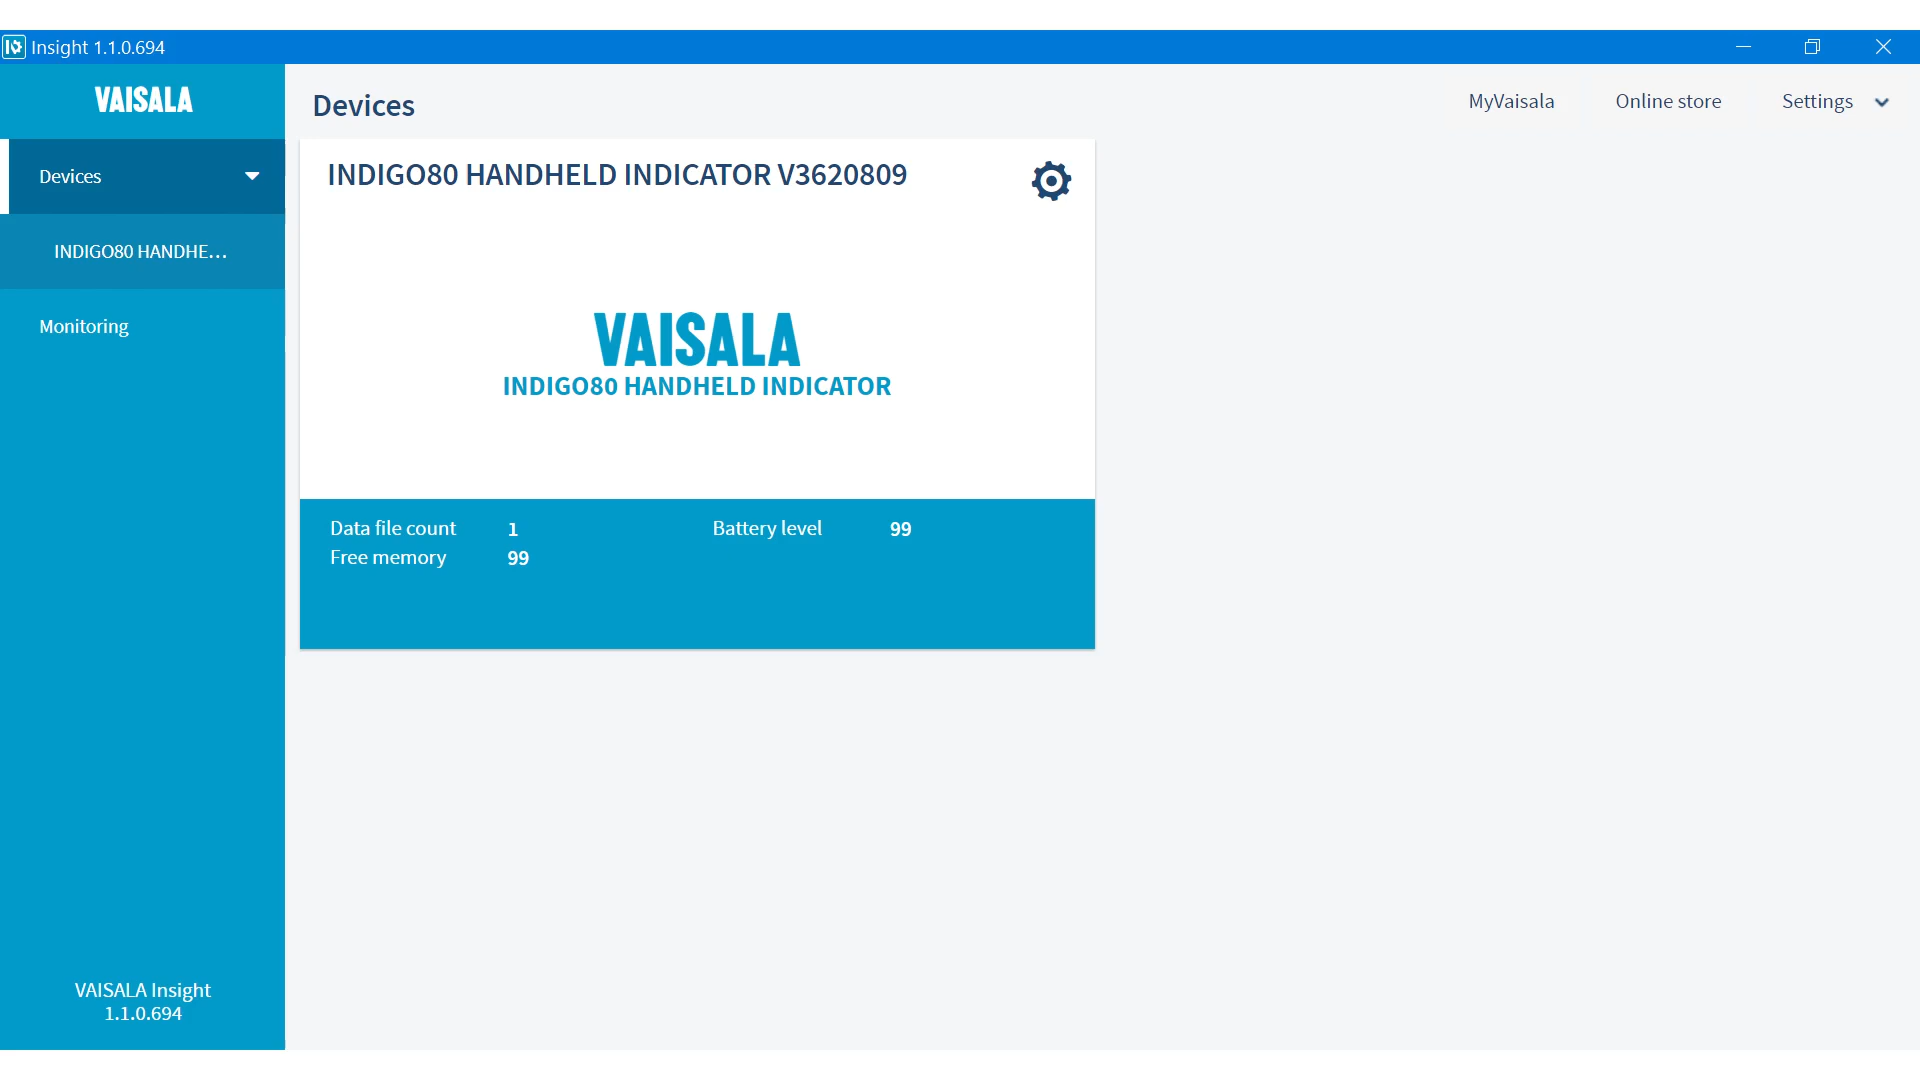 Insight 1.1.0.694
VAISALA
Devices
MyVaisala
Online store
Settings
Devices
INDIGO80 HANDHE...
Monitoring
INDIGO80 HANDHELD INDICATOR V3620809
VAISALA
INDIGO80 HANDHELD INDICATOR
Data file count 1
Battery level 99
Free memory 99
VAISALA Insight
1.1.0.694